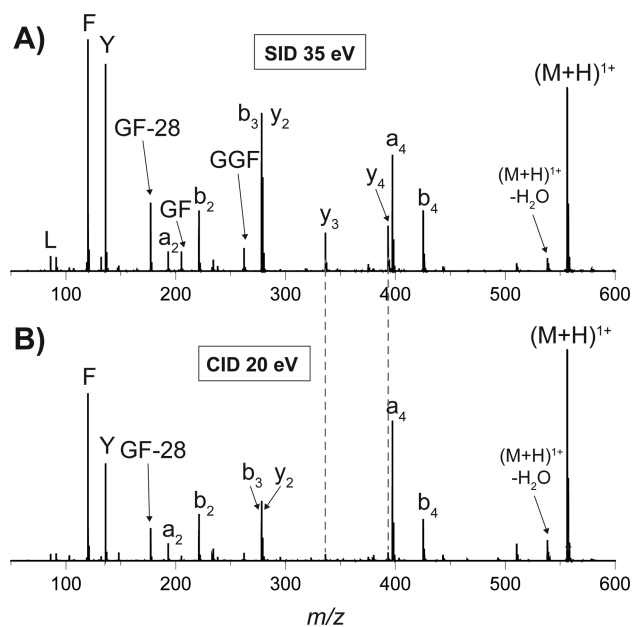 A)
SID 35 eV
F
Y
(M+H)¹⁺
GF-28
b₃ y₂
a₄
GGF
y₄
(M+H)¹⁺
-H₂O
GF
b₂
b₄
y₃
L
a₂
100 200 300 400 500 600
B)
CID 20 eV
(M+H)¹⁺
F
a₄
Y
GF-28
(M+H)¹⁺
-H₂O
b₃ y₂
b₂
b₄
a₂
100 200 300 400 500 600
m/z